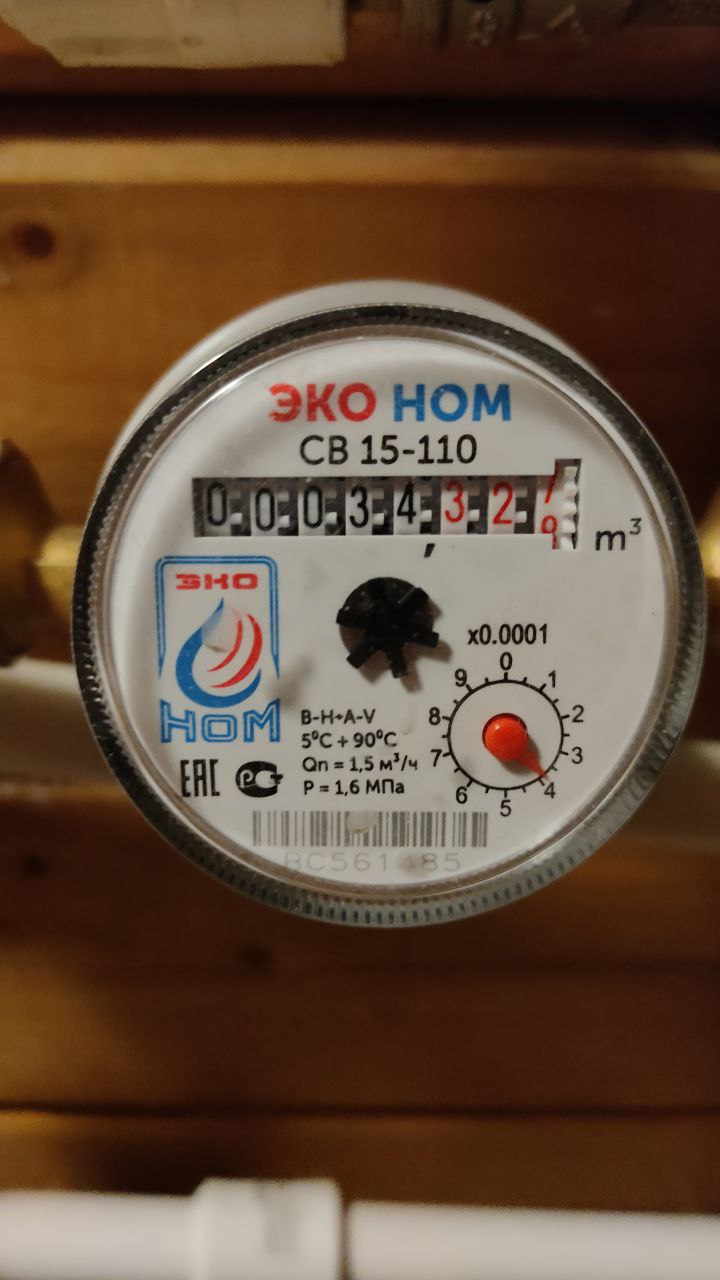 ЭКО НОМ
СВ 15-110
0 0 0 3 4 , 3 2 m³
x0.0001
0 1 2 3 4 5 6 7 8 9
ЭКО
НОМ
В-Н+А-V
5⁰C + 90⁰C
Qn = 1,5 м³/ч
P = 1,6 МПа
EAC
РСТ